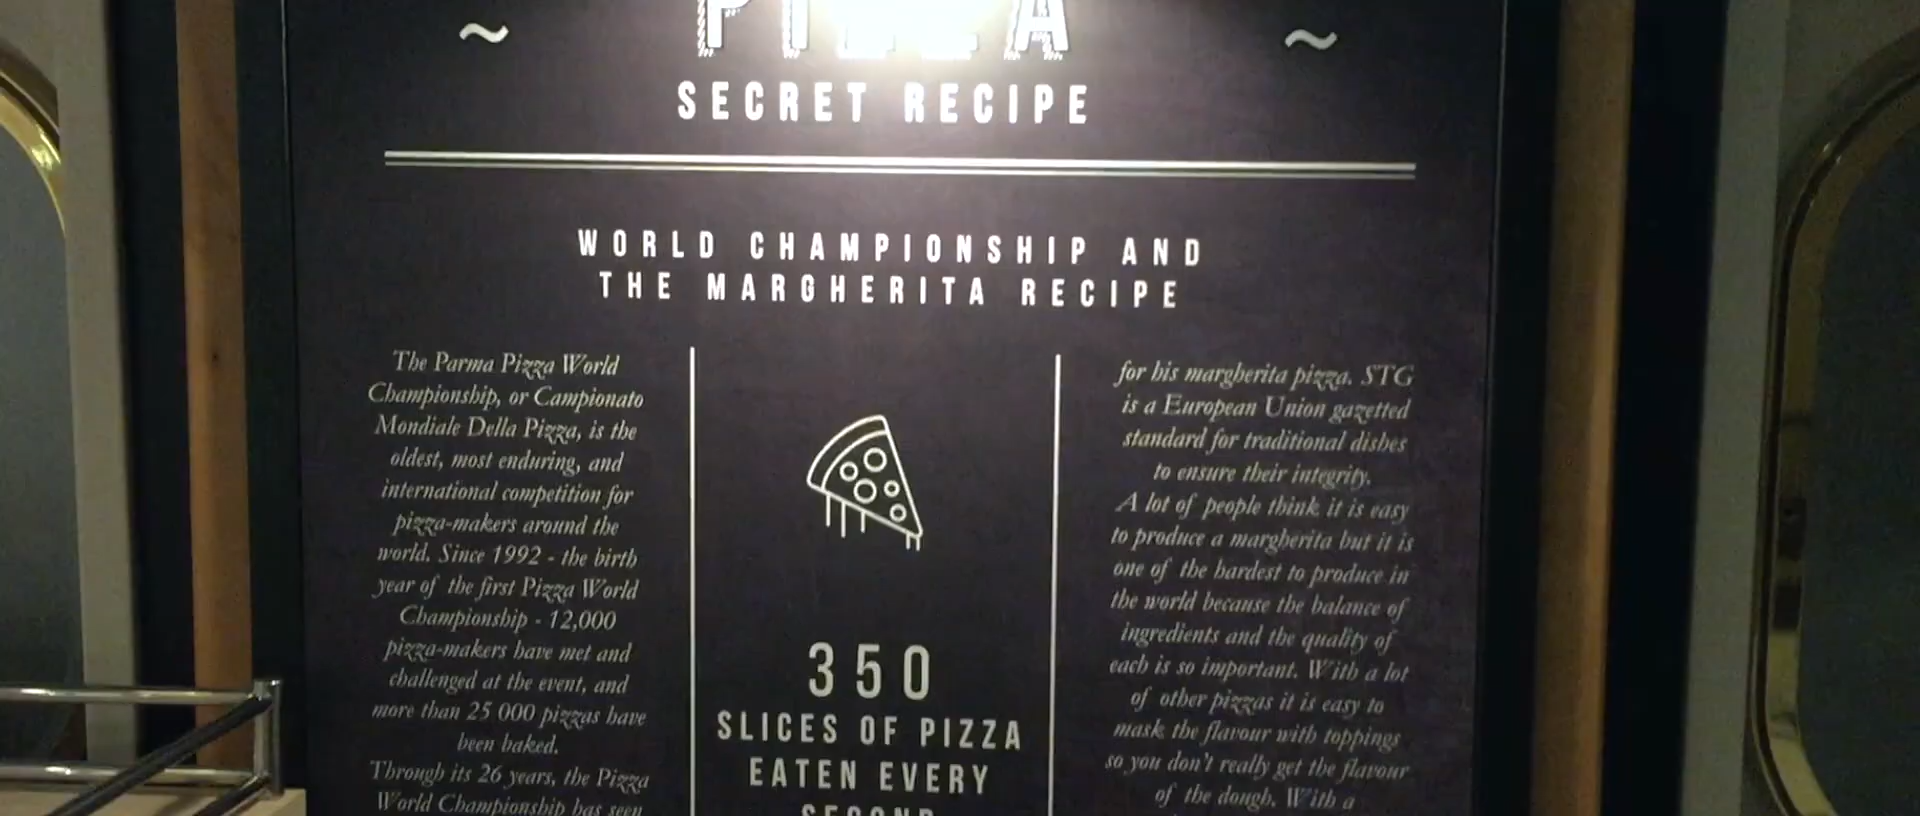 PIZZA
SECRET RECIPE
WORLD CHAMPIONSHIP AND
THE MARGHERITA RECIPE
The Parma Pizza World
Championship, or Campionato
Mondiale Della Pizza, is the
oldest, most enduring, and
international competition for
pizza-makers around the
world. Since 1992 - the birth
year of the first Pizza World
Championship - 12,000
pizza-makers have met and
challenged at the event, and
more than 25 000 pizzas have
been baked.
Through its 26 years, the Pizza
World Championship has seen
350
SLICES OF PIZZA
EATEN EVERY
SECOND
for his margherita pizza. STG
is a European Union gazetted
standard for traditional dishes
to ensure their integrity.
A lot of people think it is easy
to produce a margherita but it is
one of the hardest to produce in
the world because the balance of
ingredients and the quality of
each is so important. With a lot
of other pizzas it is easy to
mask the flavour with toppings
so you don't really get the flavour
of the dough. With a